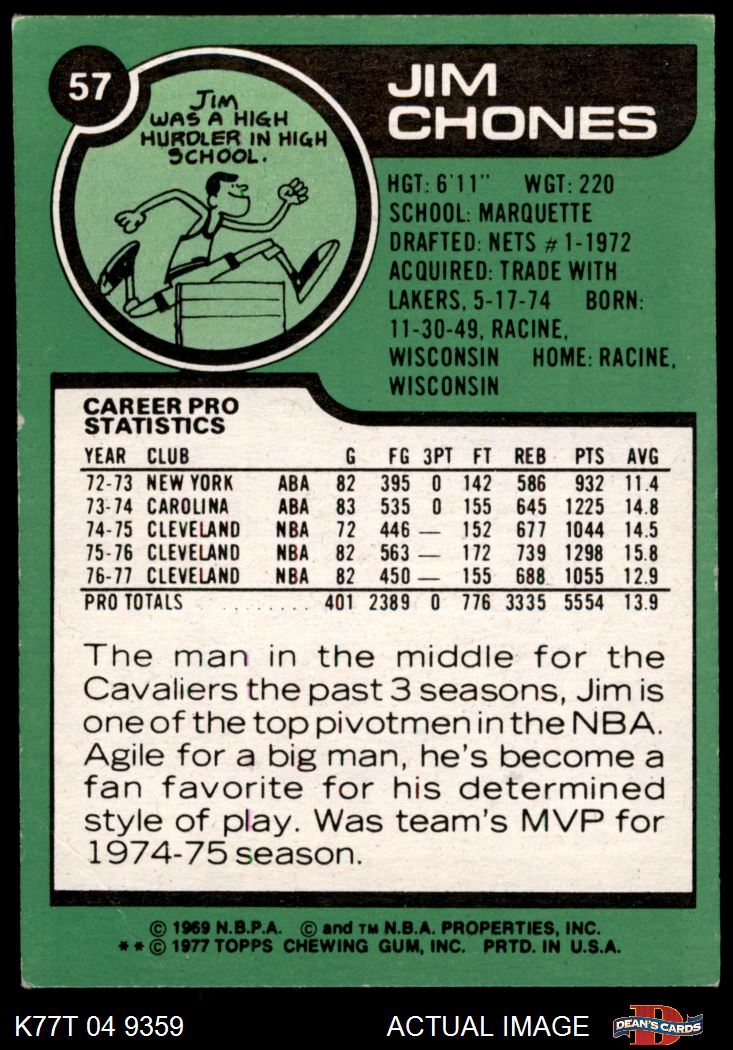 57
JIM
WAS A HIGH
HURDLER IN HIGH
SCHOOL.
JIM
CHONES
HGT: 6'11" WGT: 220
SCHOOL: MARQUETTE
DRAFTED: NETS #1-1972
ACQUIRED: TRADE WITH
LAKERS, 5-17-74 BORN:
11-30-49, RACINE,
WISCONSIN HOME: RACINE,
WISCONSIN
CAREER PRO
STATISTICS
YEAR CLUB G FG 3PT FT REB PTS AVG
72-73 NEW YORK ABA 82 395 0 142 586 932 11.4
73-74 CAROLINA ABA 83 535 0 155 645 1225 14.8
74-75 CLEVELAND NBA 72 446 — 152 677 1044 14.5
75-76 CLEVELAND NBA 82 563 — 172 739 1298 15.8
76-77 CLEVELAND NBA 82 450 — 155 688 1055 12.9
PRO TOTALS . . . . . . . . . 401 2389 0 776 3335 5554 13.9
The man in the middle for the
Cavaliers the past 3 seasons, Jim is
one of the top pivotmen in the NBA.
Agile for a big man, he's become a
fan favorite for his determined
style of play. Was team's MVP for
1974-75 season.
© 1969 N.B.P.A. © and TM N.B.A. PROPERTIES, INC.
**© 1977 TOPPS CHEWING GUM, INC. PRTD. IN U.S.A.
K77T 04 9359 ACTUAL IMAGE D DEAN'S CARDS